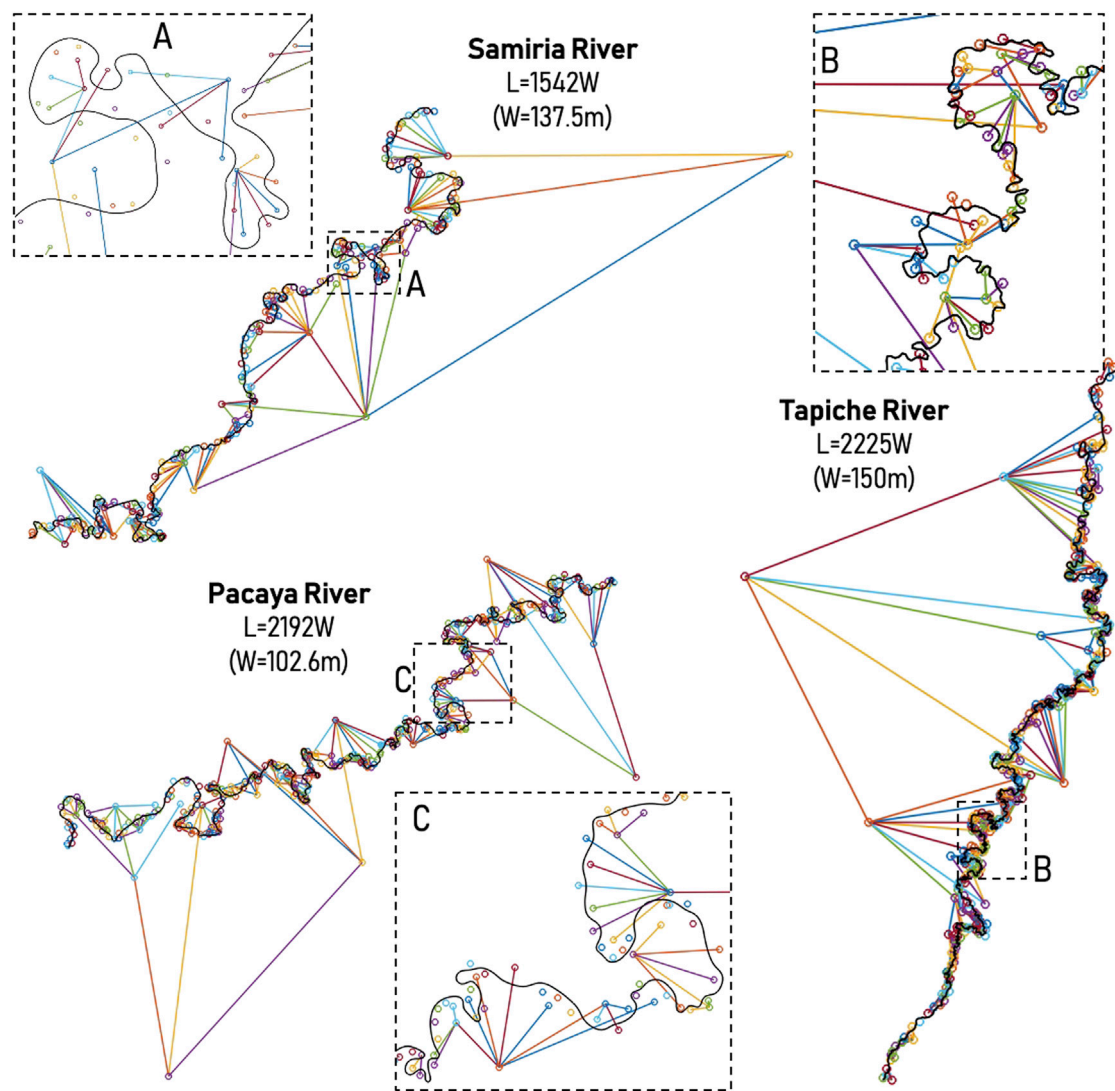 A
Samiria River
L=1542W
(W=137.5m)
B
A
Tapiche River
L=2225W
(W=150m)
Pacaya River
L=2192W
(W=102.6m)
C
C
B